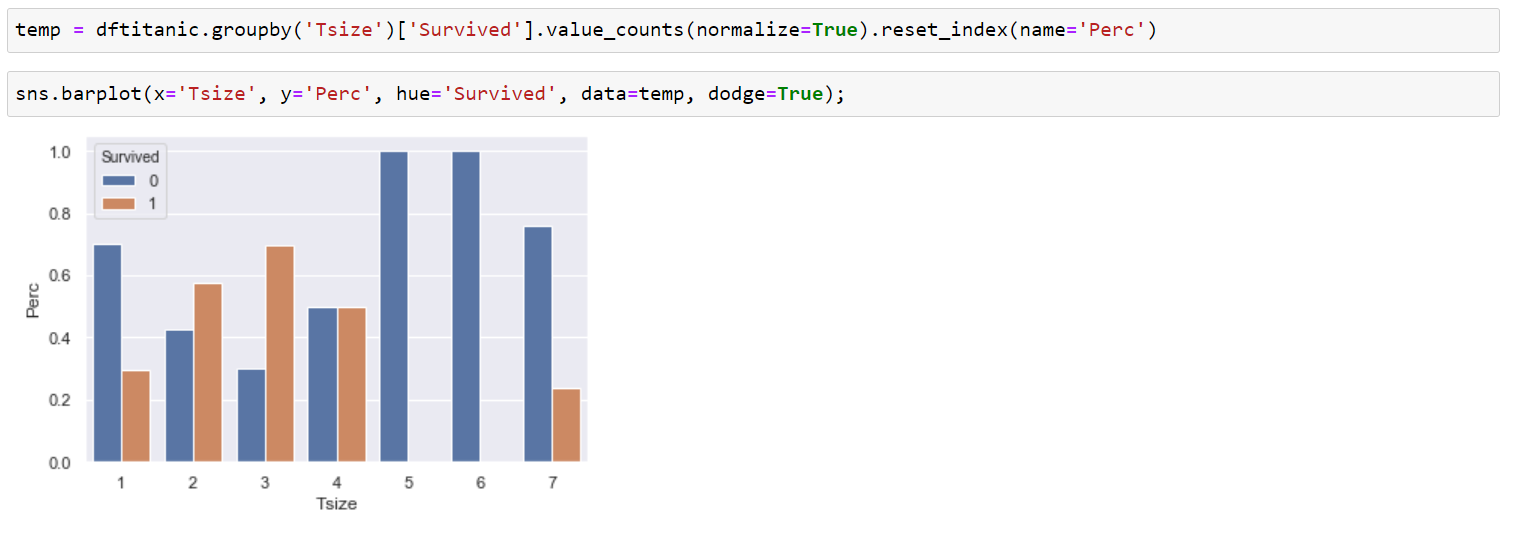 temp = dftitanic.groupby('Tsize')['Survived'].value_counts(normalize=True).reset_index(name='Perc')
sns.barplot(x='Tsize', y='Perc', hue='Survived', data=temp, dodge=True);
Survived
0
1
1.0
0.8
0.6
0.4
0.2
0.0
Perc
1 2 3 4 5 6 7
Tsize